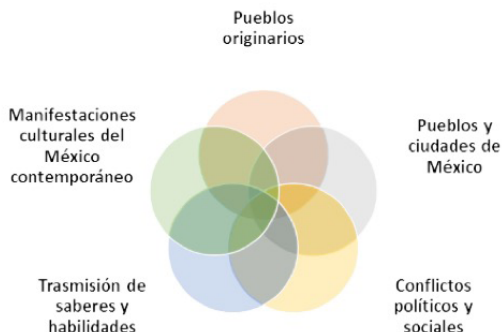 Pueblos
originarios
Manifestaciones
culturales del
México
contemporáneo
Pueblos y
ciudades de
México
Trasmisión de
saberes y
habilidades
Conflictos
políticos y
sociales